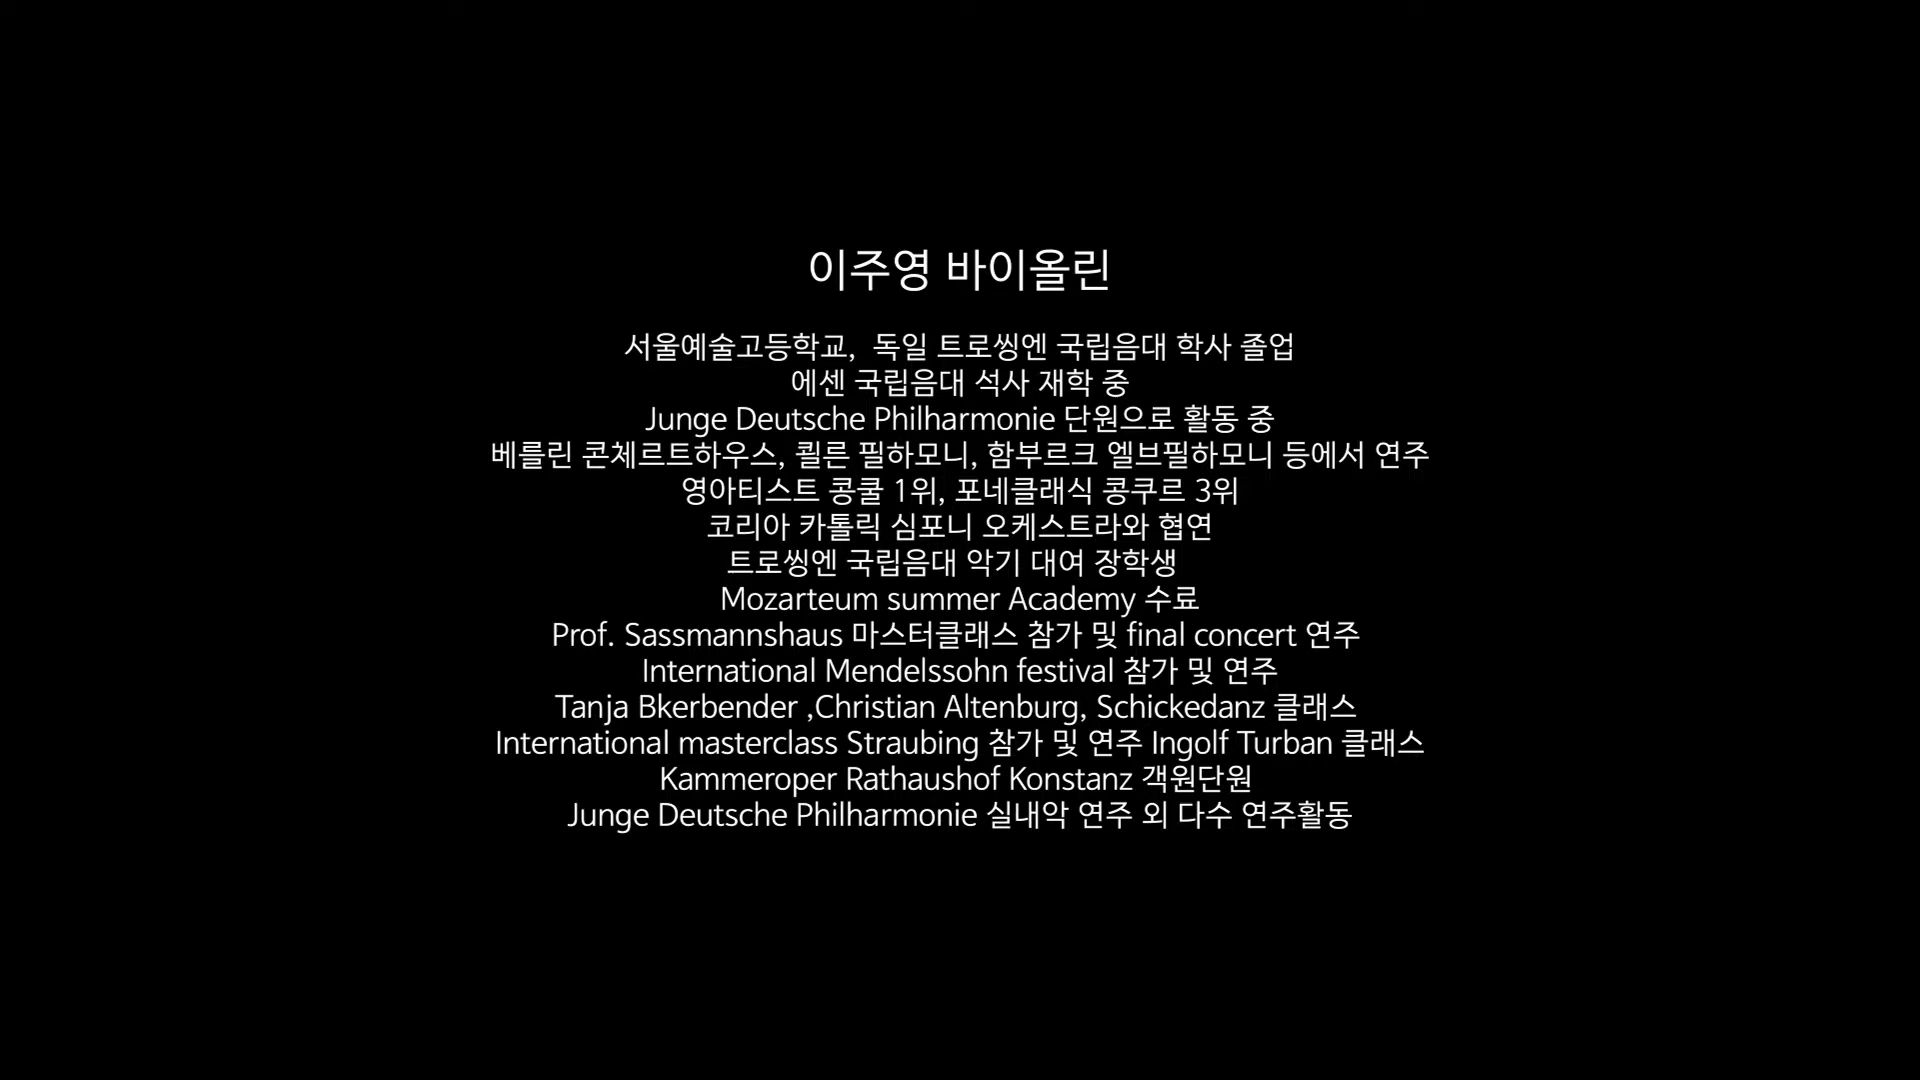 이주영 바이올린
서울예술고등학교, 독일 트로씽엔 국립음대 학사 졸업
에센 국립음대 석사 재학 중
Junge Deutsche Philharmonie 단원으로 활동 중
베를린 콘체르트하우스, 쾰른 필하모니, 함부르크 엘브필하모니 등에서 연주
영아티스트 콩쿨 1위, 포네클래식 콩쿠르 3위
코리아 카톨릭 심포니 오케스트라와 협연
트로씽엔 국립음대 악기 대여 장학생
Mozarteum summer Academy 수료
Prof. Sassmannshaus 마스터클래스 참가 및 final concert 연주
International Mendelssohn festival 참가 및 연주
Tanja Bkerbender ,Christian Altenburg, Schickedanz 클래스
International masterclass Straubing 참가 및 연주 Ingolf Turban 클래스
Kammeroper Rathaushof Konstanz 객원단원
Junge Deutsche Philharmonie 실내악 연주 외 다수 연주활동